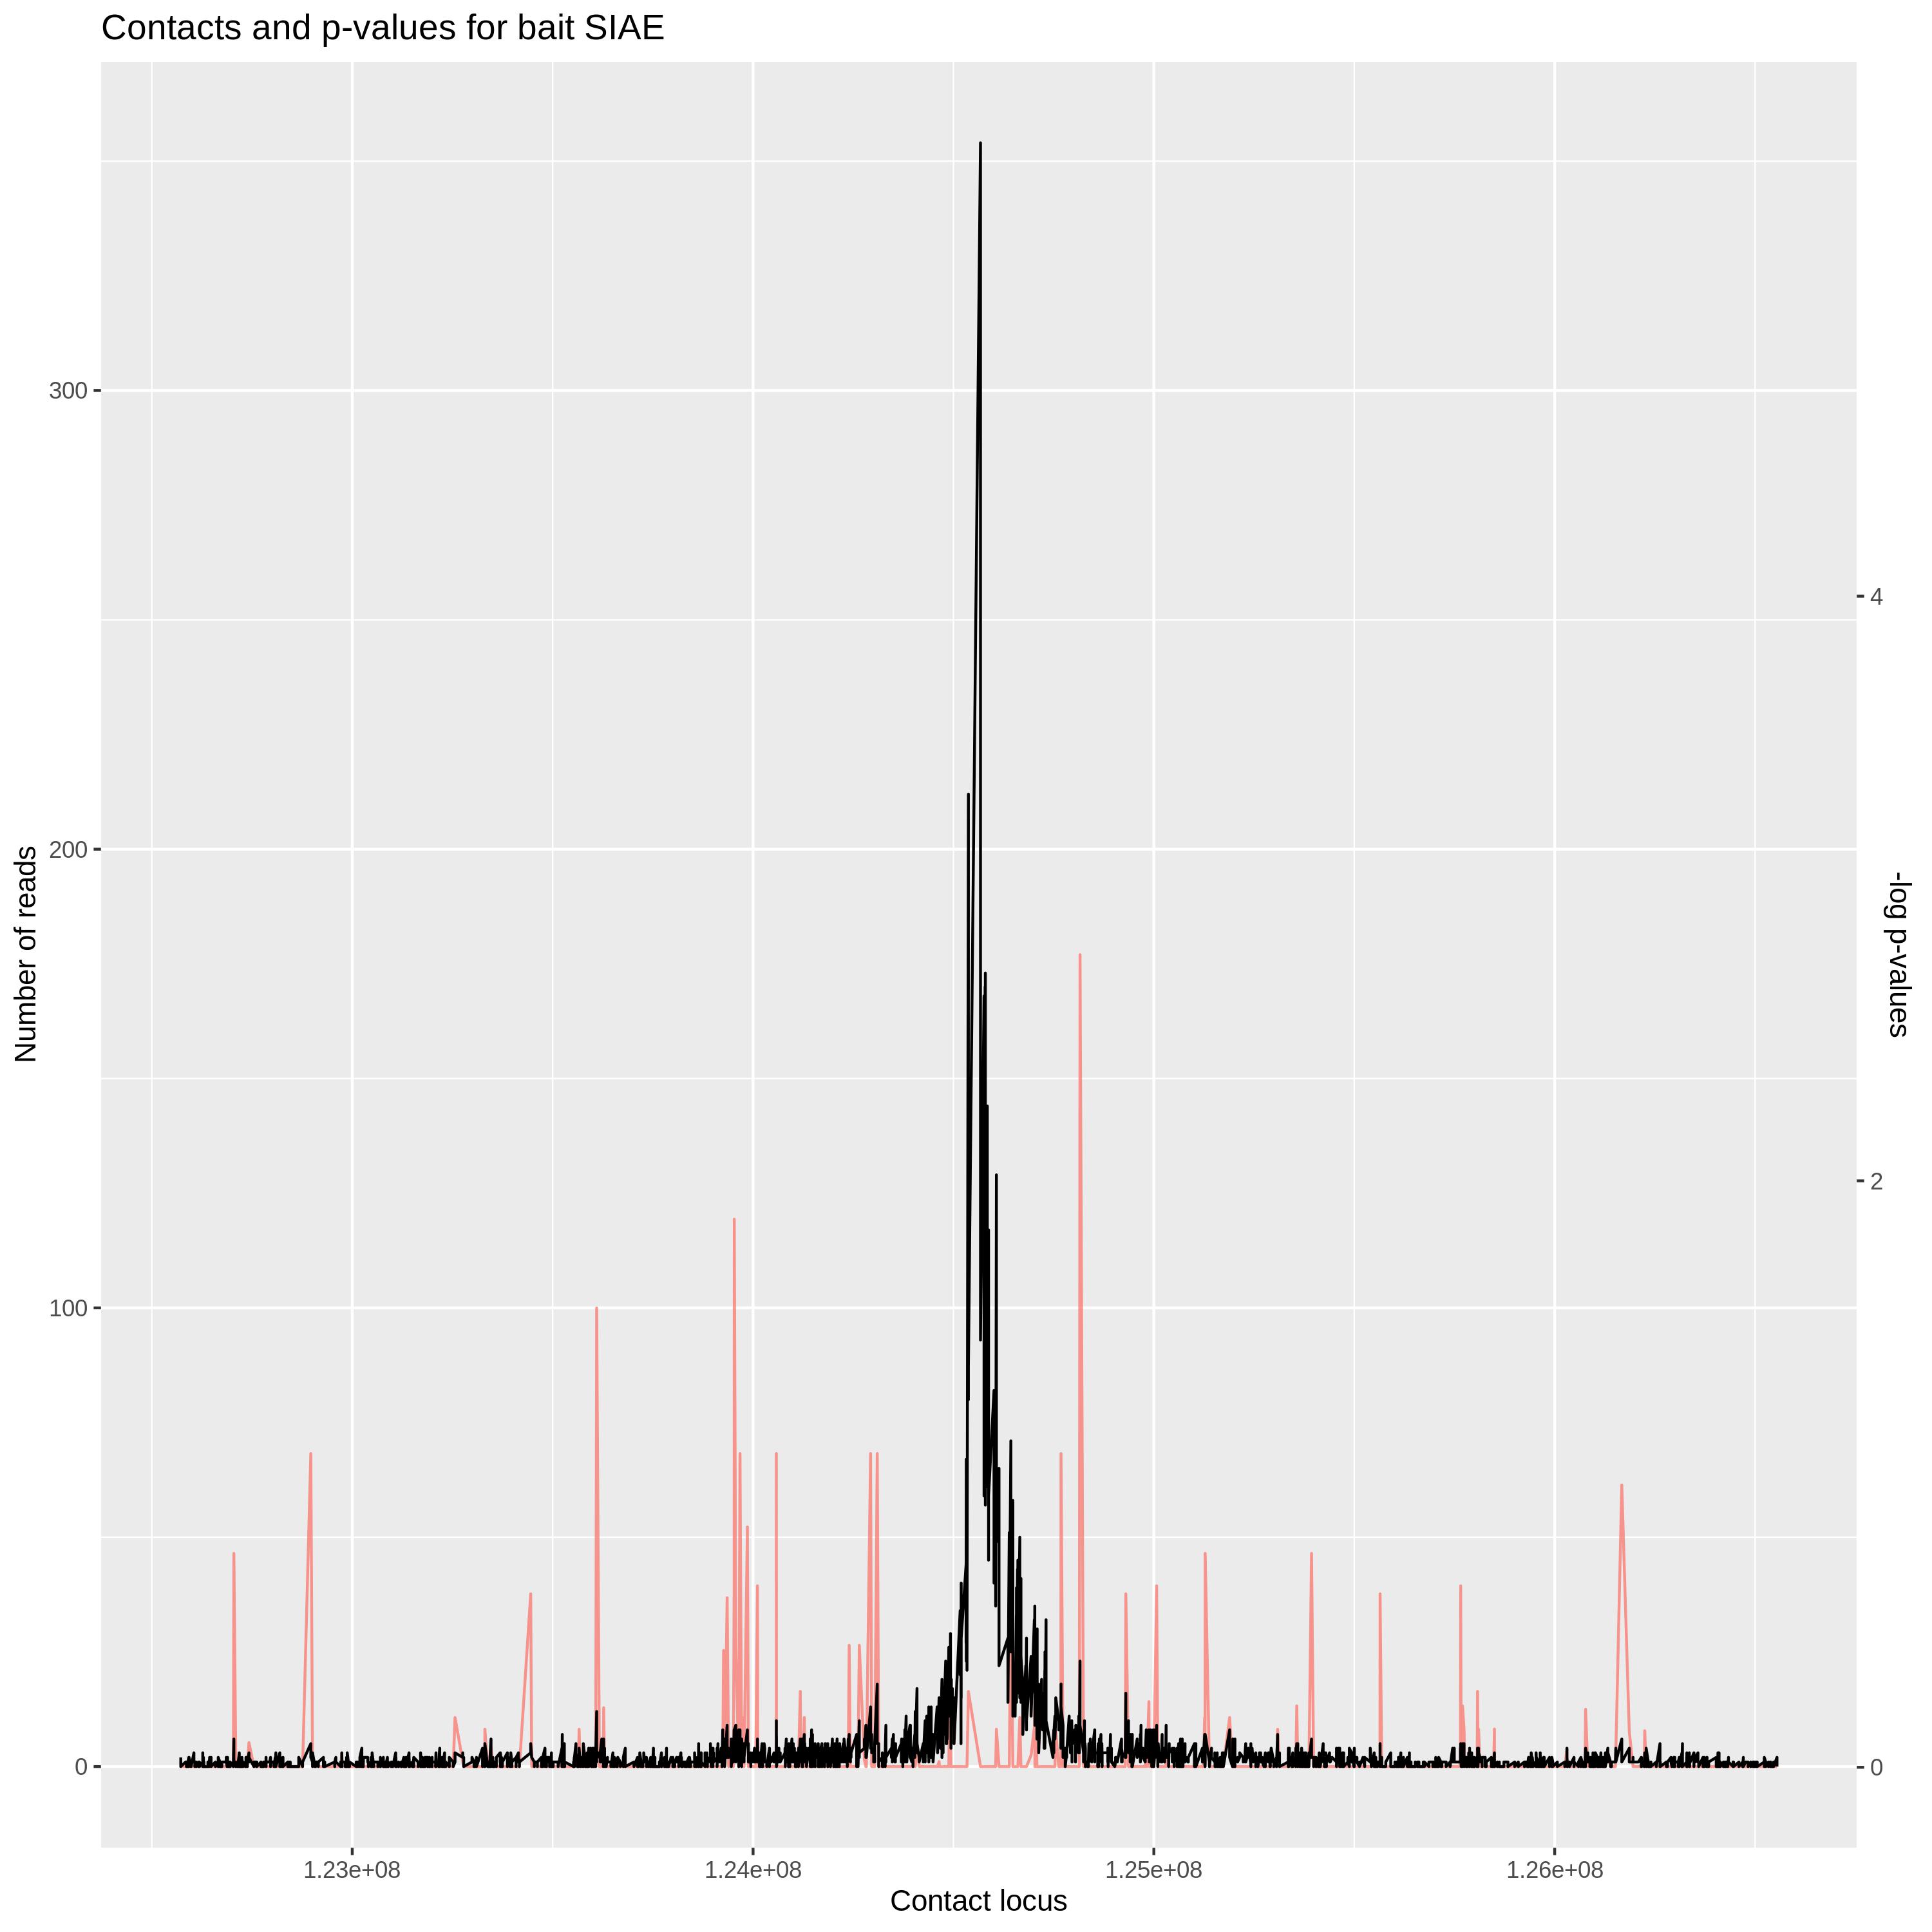 Contacts and p-values for bait SIAE
300
200
100
0
Number of reads
4
2
0
-log p-values
1.23e+08
1.24e+08
1.25e+08
1.26e+08
Contact locus